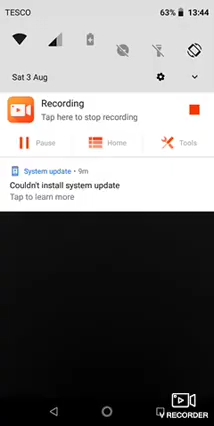 TESCO 63% 13:44
Sat 3 Aug
Recording
Tap here to stop recording
Pause Home Tools
System update • 9m
Couldn't install system update
Tap to learn more
V RECORDER